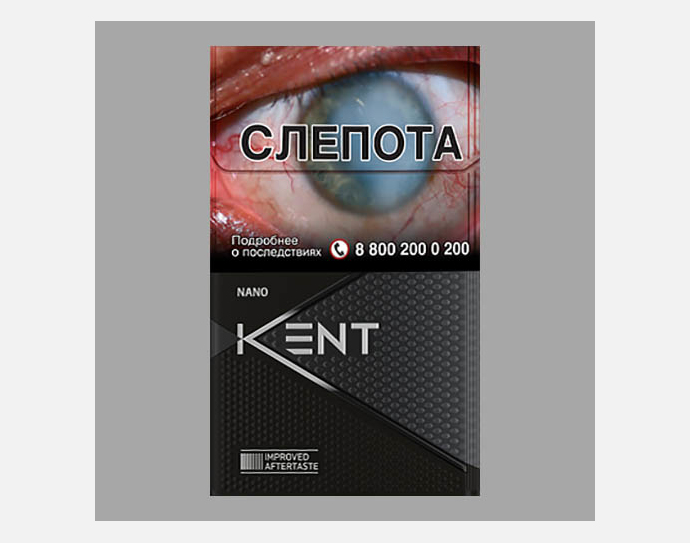 СЛЕПОТА
Подробнее
о последствиях 8 800 200 0 200
NANO
KENT
IMPROVED
AFTERTASTE